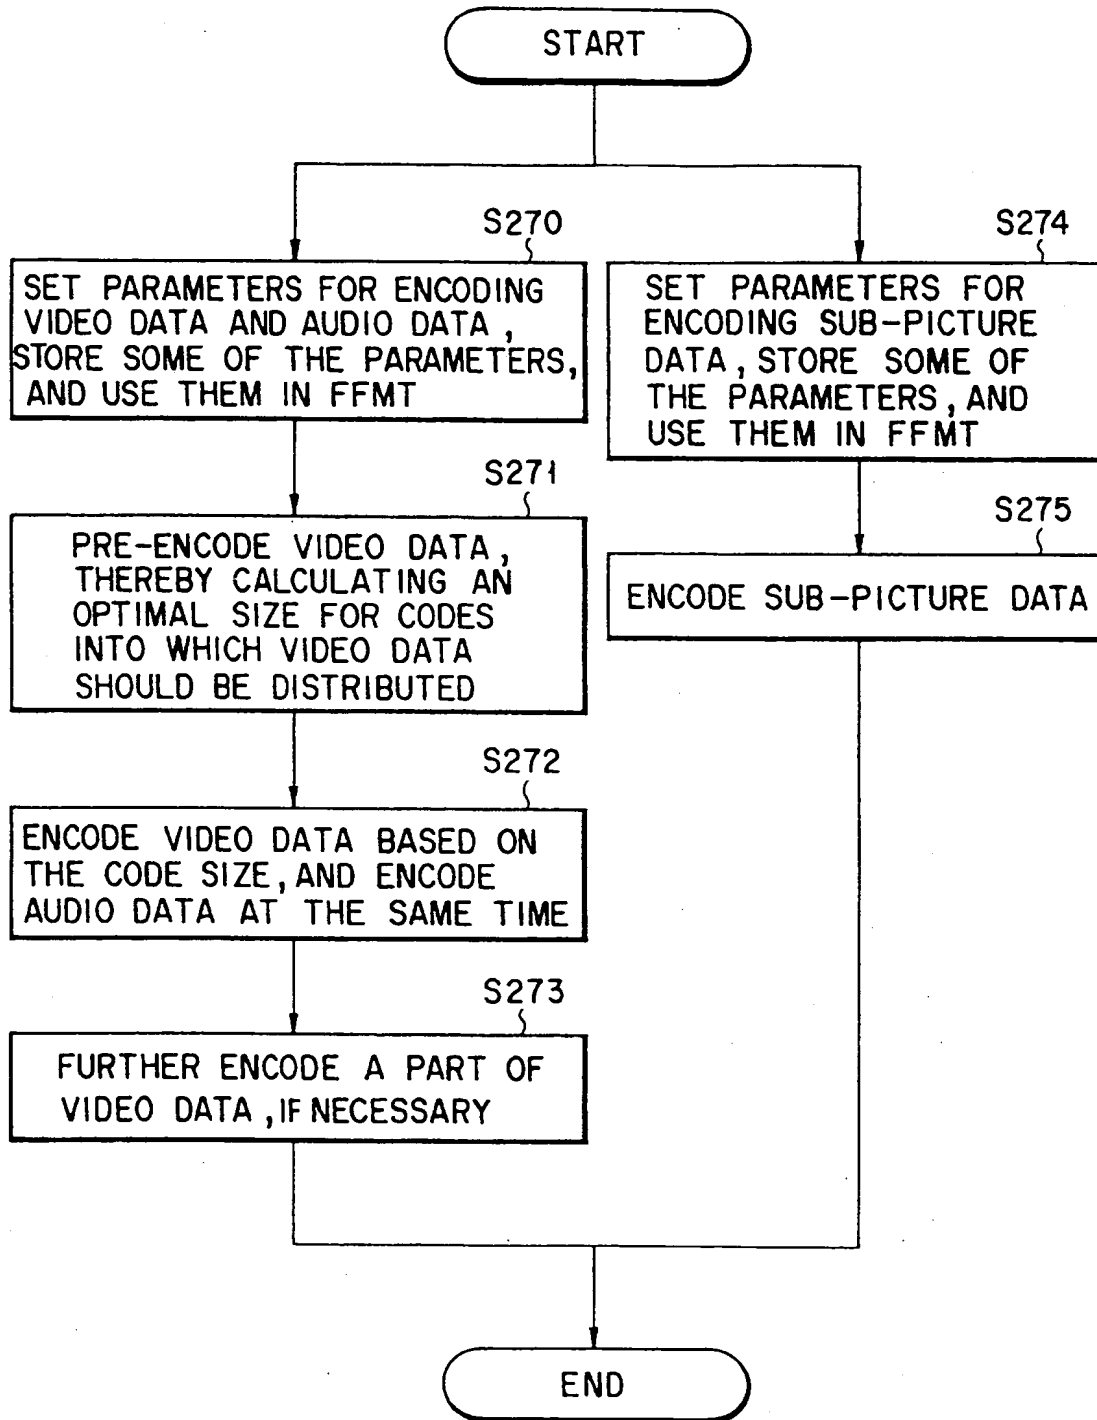 START
S270
SET PARAMETERS FOR ENCODING
VIDEO DATA AND AUDIO DATA,
STORE SOME OF THE PARAMETERS,
AND USE THEM IN FFMT
S271
PRE-ENCODE VIDEO DATA,
THEREBY CALCULATING AN
OPTIMAL SIZE FOR CODES
INTO WHICH VIDEO DATA
SHOULD BE DISTRIBUTED
S272
ENCODE VIDEO DATA BASED ON
THE CODE SIZE, AND ENCODE
AUDIO DATA AT THE SAME TIME
S273
FURTHER ENCODE A PART OF
VIDEO DATA, IF NECESSARY
S274
SET PARAMETERS FOR
ENCODING SUB-PICTURE
DATA, STORE SOME OF
THE PARAMETERS, AND
USE THEM IN FFMT
S275
ENCODE SUB-PICTURE DATA
END